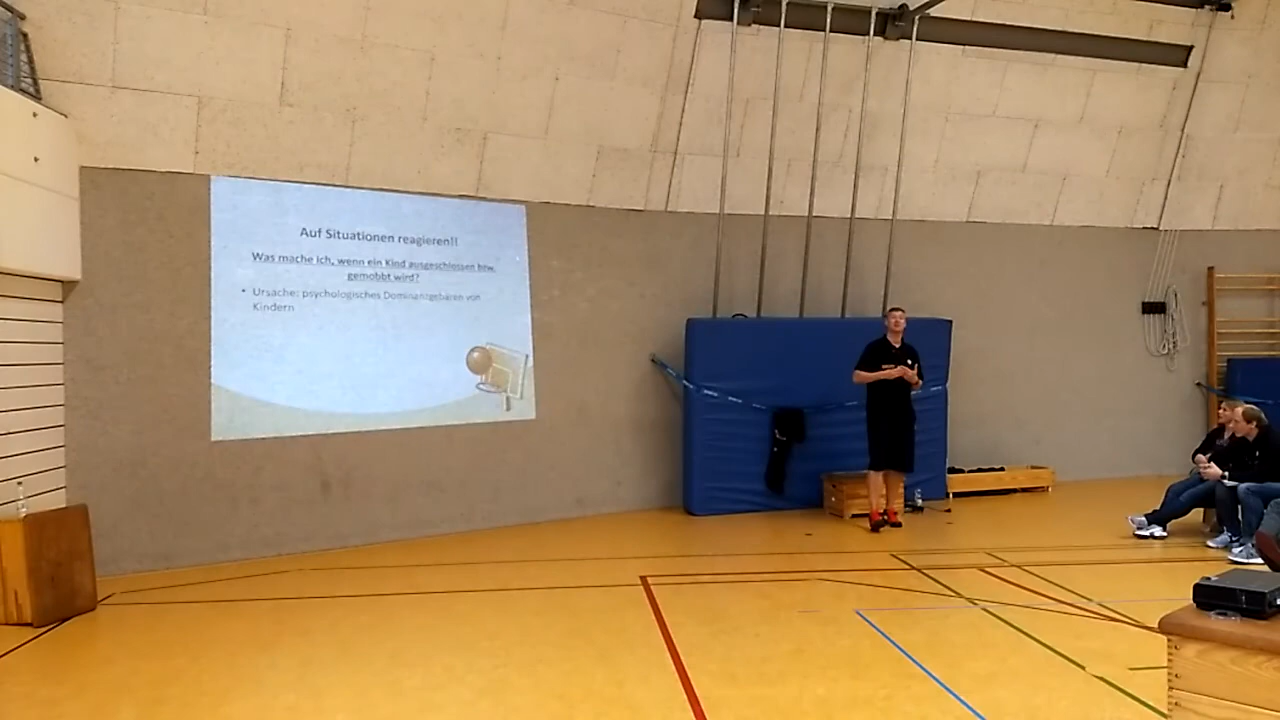 Auf Situationen reagieren!!
Was mache ich, wenn ein Kind ausgeschlossen bzw.
gemobbt wird?
• Ursache: psychologisches Dominanzgebaren von
Kindern